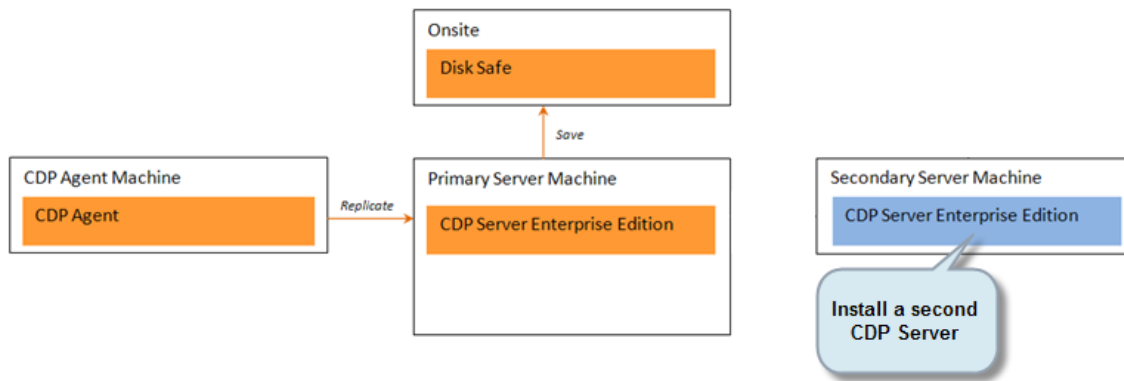 Onsite
Disk Safe
Save
CDP Agent Machine
CDP Agent
Replicate
Primary Server Machine
CDP Server Enterprise Edition
Secondary Server Machine
CDP Server Enterprise Edition
Install a second
CDP Server